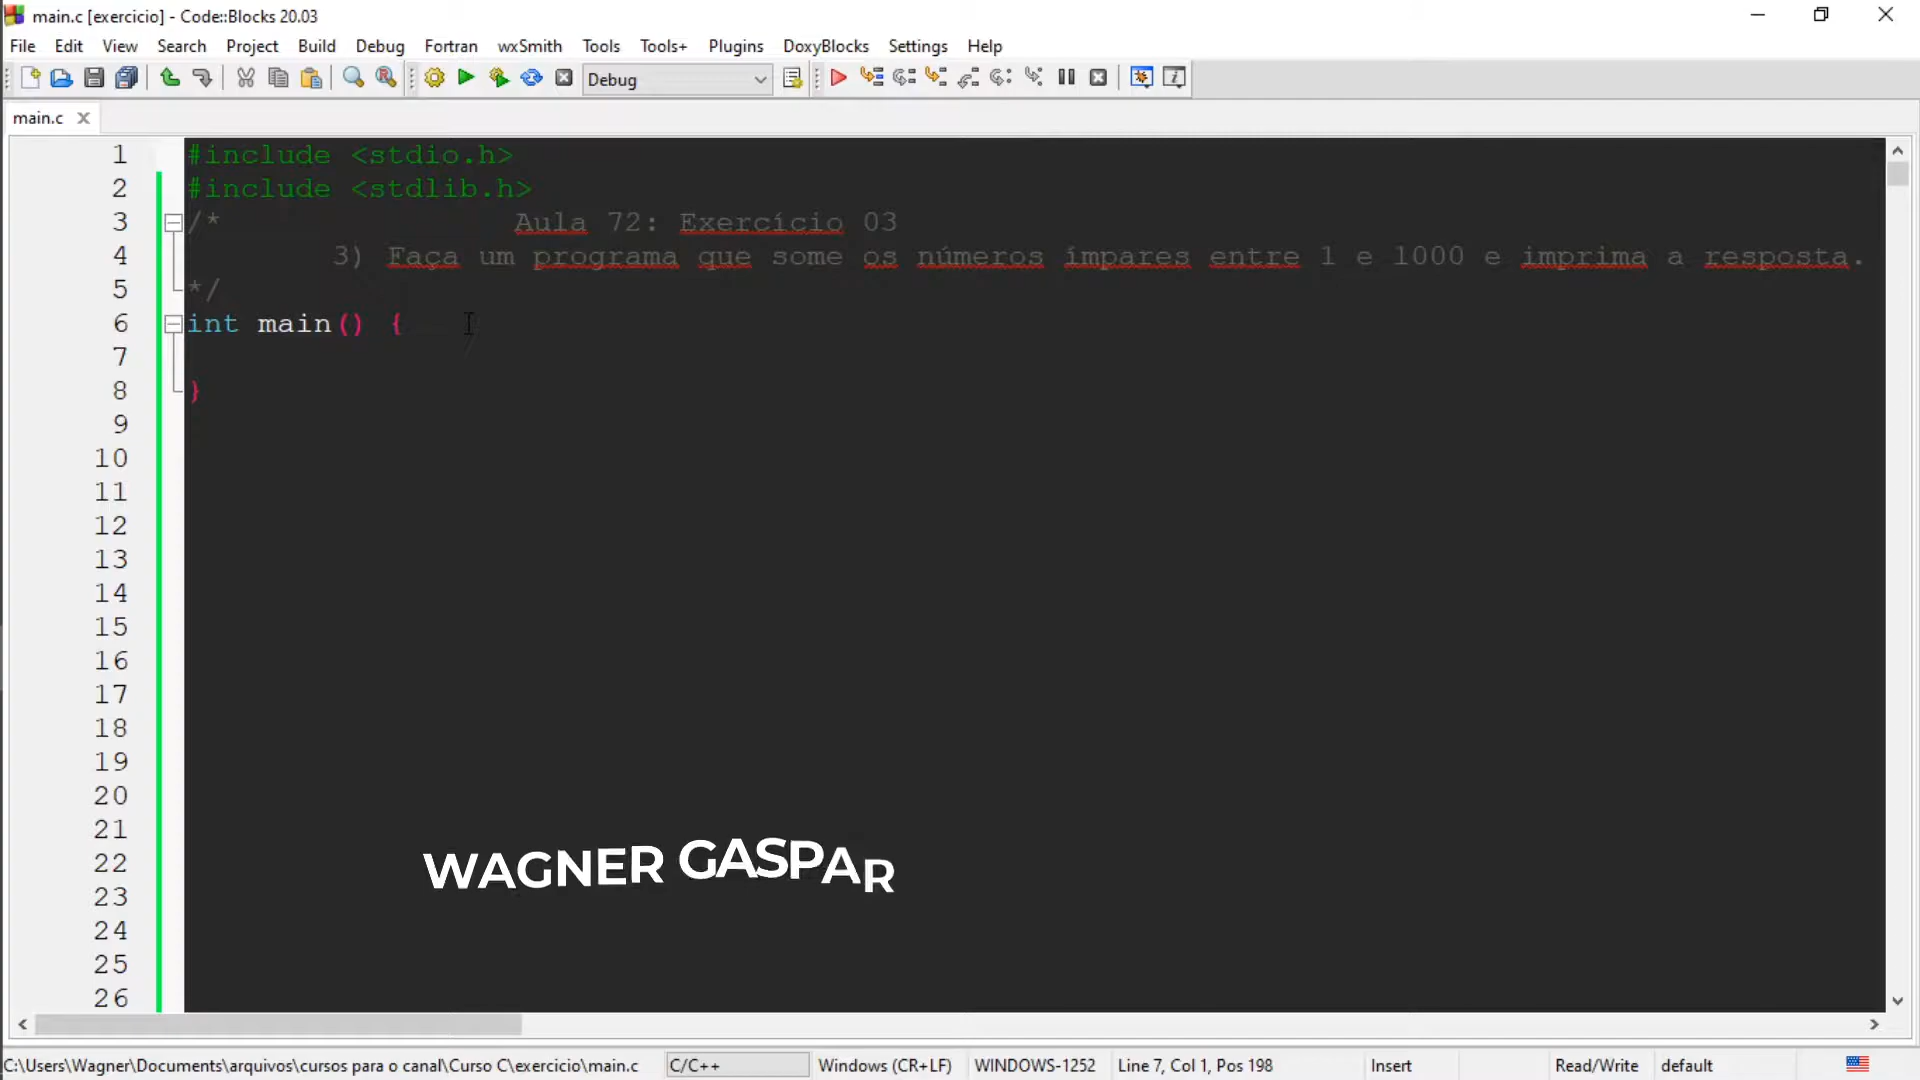 main.c [exercicio] - Code::Blocks 20.03
File Edit View Search Project Build Debug Fortran wxSmith Tools Tools+ Plugins DoxyBlocks Settings Help
Debug
main.c
1 #include <stdio.h>
2 #include <stdlib.h>
3 /* Aula 72: Exercício 03
4 3) Faça um programa que some os números ímpares entre 1 e 1000 e imprima a resposta.
5 */
6 int main() {
7
8 }
9
10
11
12
13
14
15
16
17
18
19
20
21
22
WAGNER GASPAR
23
24
25
26
C:\Users\Wagner\Documents\arquivos\cursos para o canal\Curso C\exercicio\main.c C/C++ Windows (CR+LF) WINDOWS-1252 Line 7, Col 1, Pos 198 Insert Read/Write default